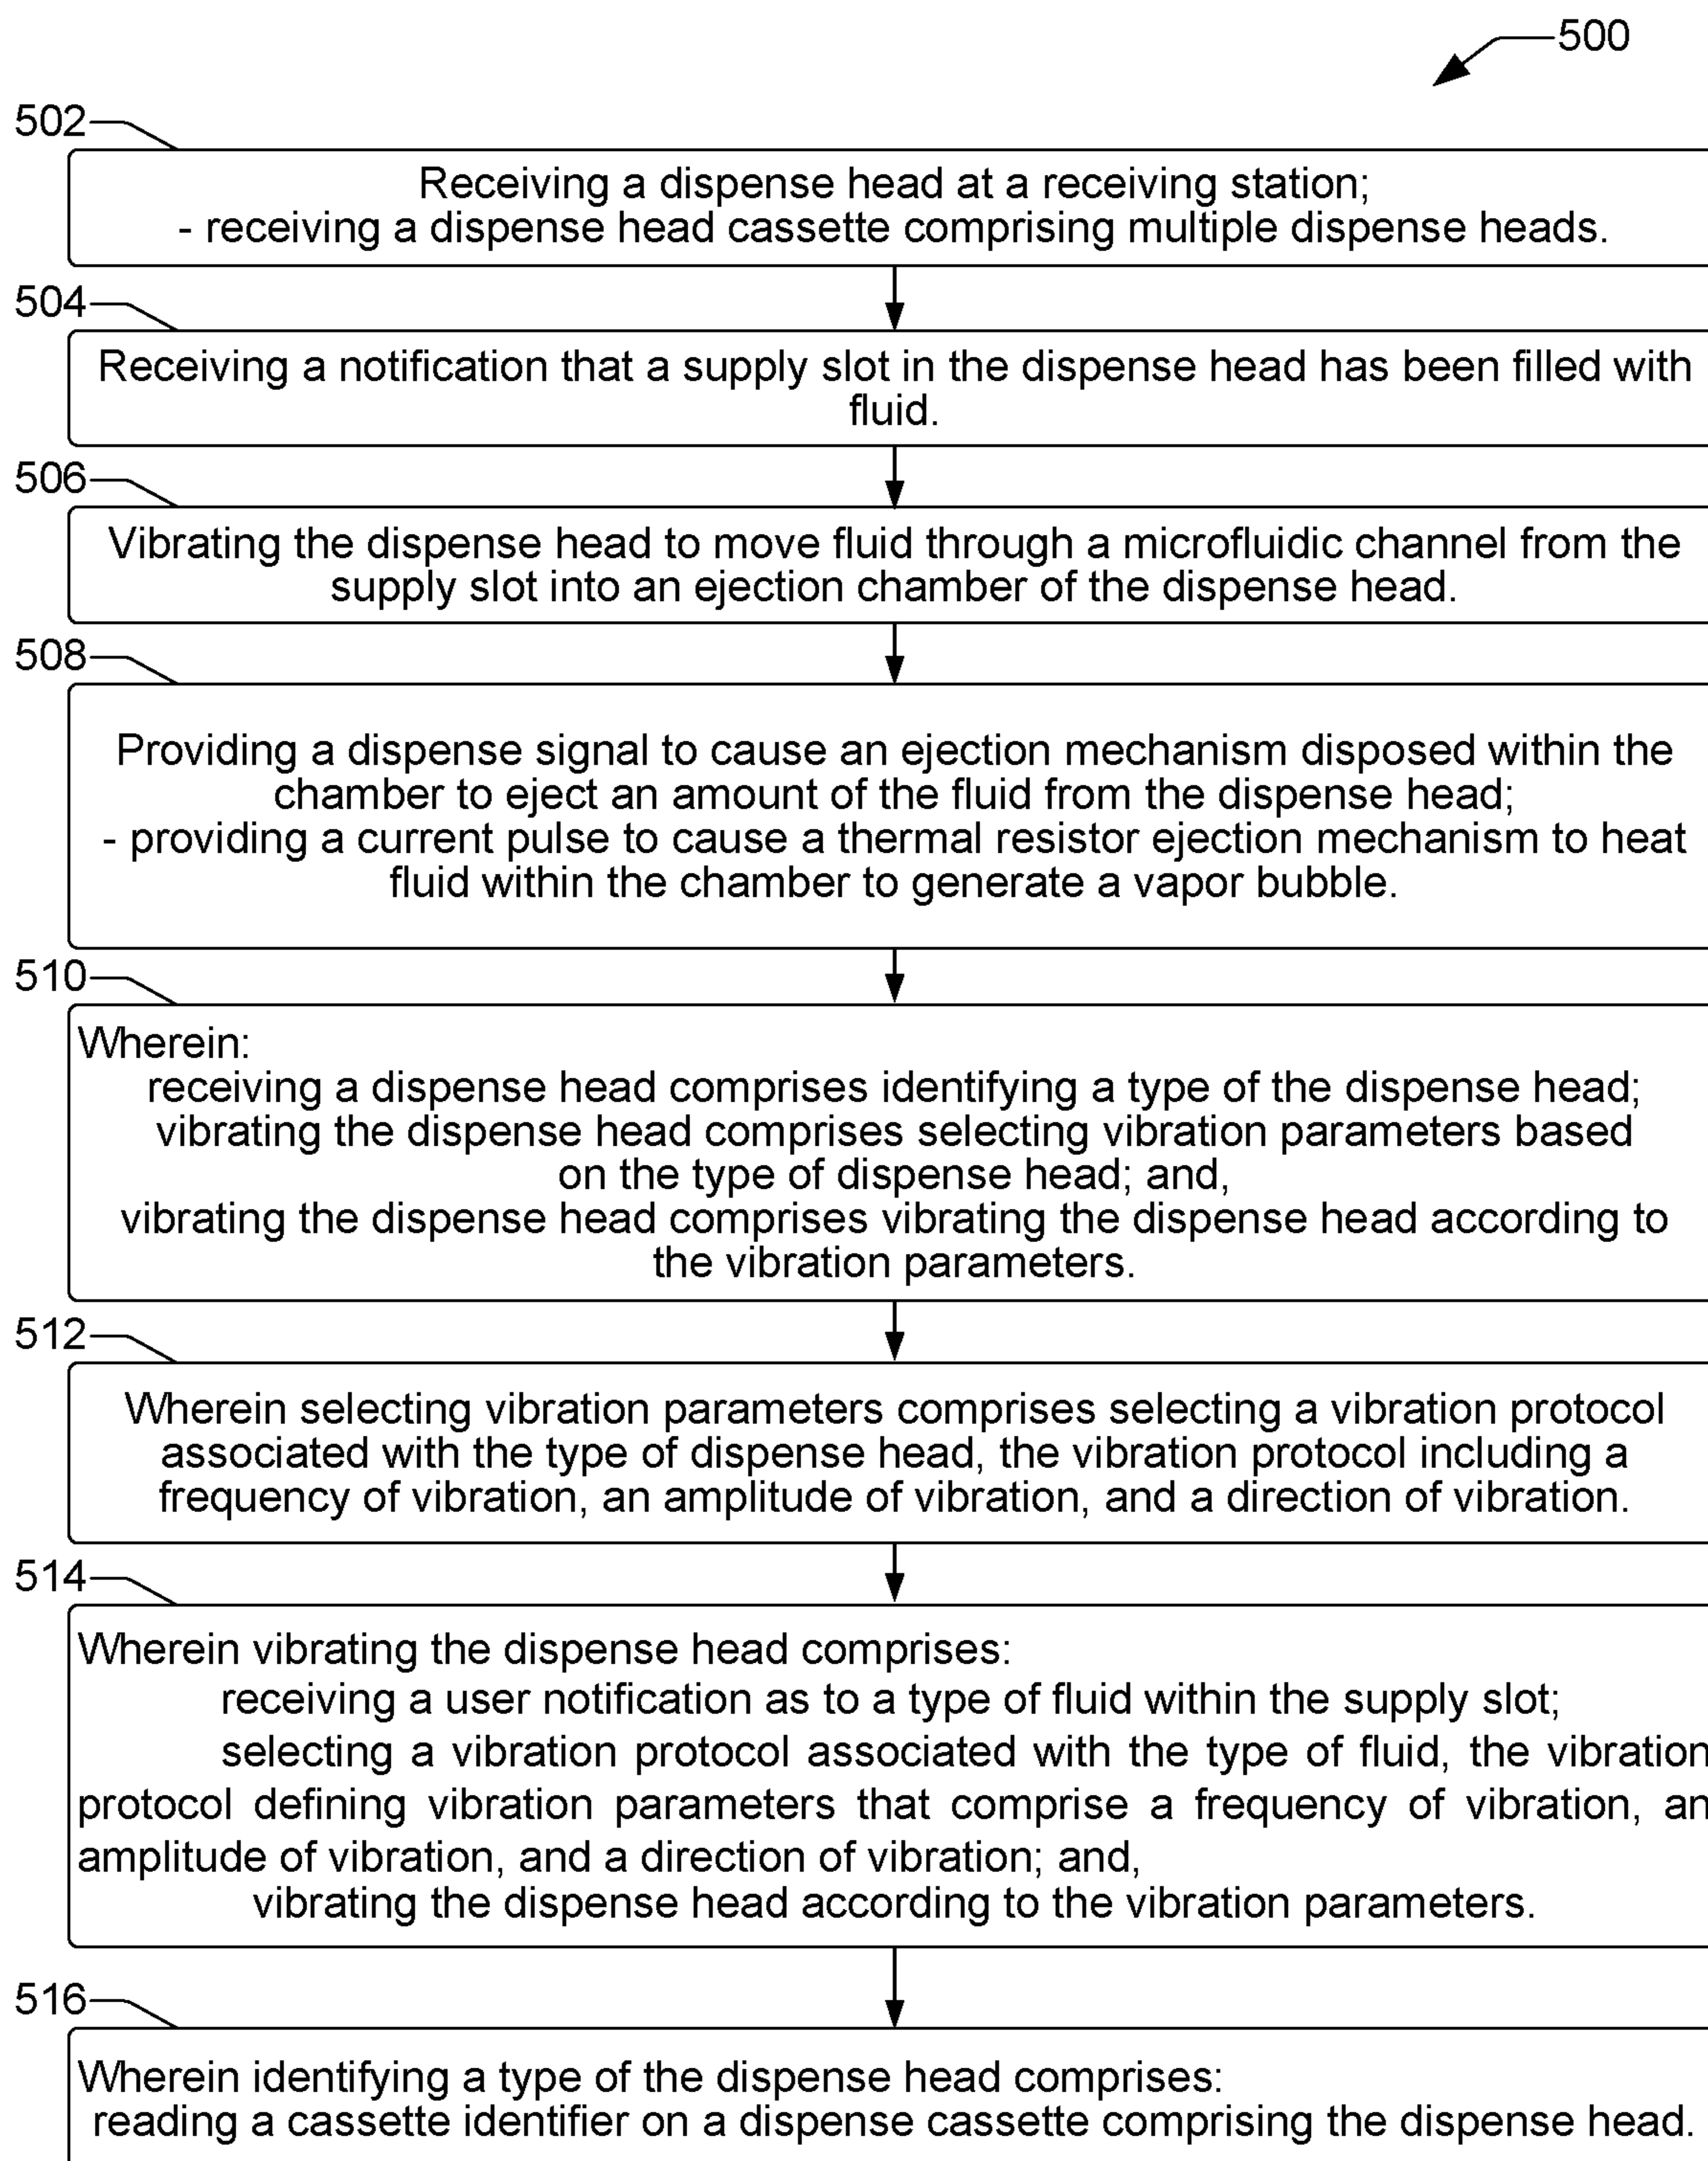 500
502
Receiving a dispense head at a receiving station;
- receiving a dispense head cassette comprising multiple dispense heads.
504
Receiving a notification that a supply slot in the dispense head has been filled with
fluid.
506
Vibrating the dispense head to move fluid through a microfluidic channel from the
supply slot into an ejection chamber of the dispense head.
508
Providing a dispense signal to cause an ejection mechanism disposed within the
chamber to eject an amount of the fluid from the dispense head;
- providing a current pulse to cause a thermal resistor ejection mechanism to heat
fluid within the chamber to generate a vapor bubble.
510
Wherein:
receiving a dispense head comprises identifying a type of the dispense head;
vibrating the dispense head comprises selecting vibration parameters based
on the type of dispense head; and,
vibrating the dispense head comprises vibrating the dispense head according to
the vibration parameters.
512
Wherein selecting vibration parameters comprises selecting a vibration protocol
associated with the type of dispense head, the vibration protocol including a
frequency of vibration, an amplitude of vibration, and a direction of vibration.
514
Wherein vibrating the dispense head comprises:
receiving a user notification as to a type of fluid within the supply slot;
selecting a vibration protocol associated with the type of fluid, the vibration
protocol defining vibration parameters that comprise a frequency of vibration, an
amplitude of vibration, and a direction of vibration; and,
vibrating the dispense head according to the vibration parameters.
516
Wherein identifying a type of the dispense head comprises:
reading a cassette identifier on a dispense cassette comprising the dispense head.